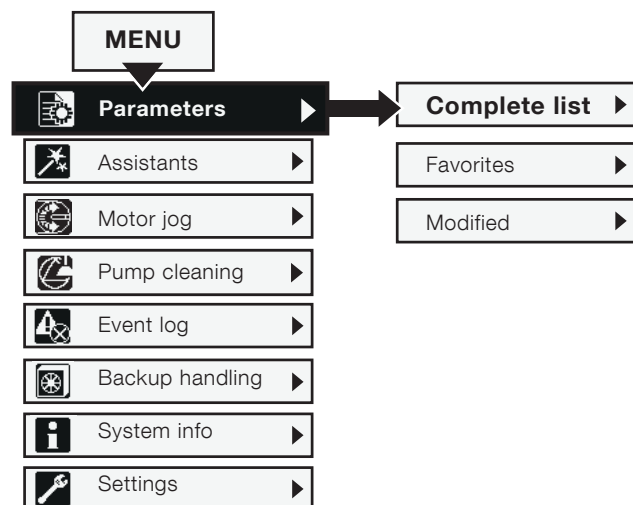 MENU
Parameters
Assistants
Motor jog
Pump cleaning
Event log
Backup handling
System info
Settings
Complete list
Favorites
Modified